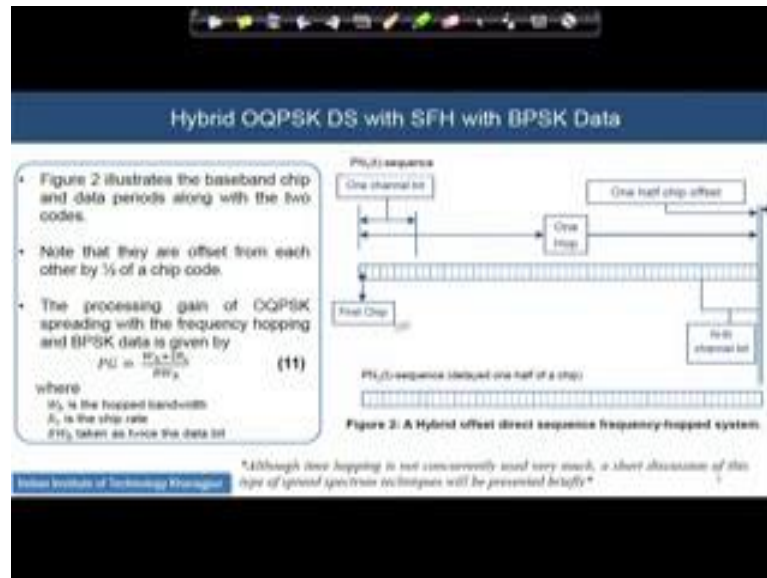 Hybrid OQPSK DS with SFH with BPSK Data
• Figure 2 illustrates the baseband chip
and data periods along with the two
codes.
• Note that they are offset from each
other by ½ of a chip code.
• The processing gain of OQPSK
spreading with the frequency hopping
and BPSK data is given by
(11)
where
is the hopped bandwidth
is the chip rate
taken as twice the data bit
PN₁(t)-sequence
One channel bit
One half chip offset
One
Hop
First Chip
N-th
channel bit
PN₂(t)-sequence (delayed one half of a chip)
Figure 2: A Hybrid offset direct sequence frequency-hopped system
Indian Institute of Technology Kharagpur
*Although time hopping is not concurrently used very much, a short discussion of this
type of spread spectrum techniques will be presented briefly*